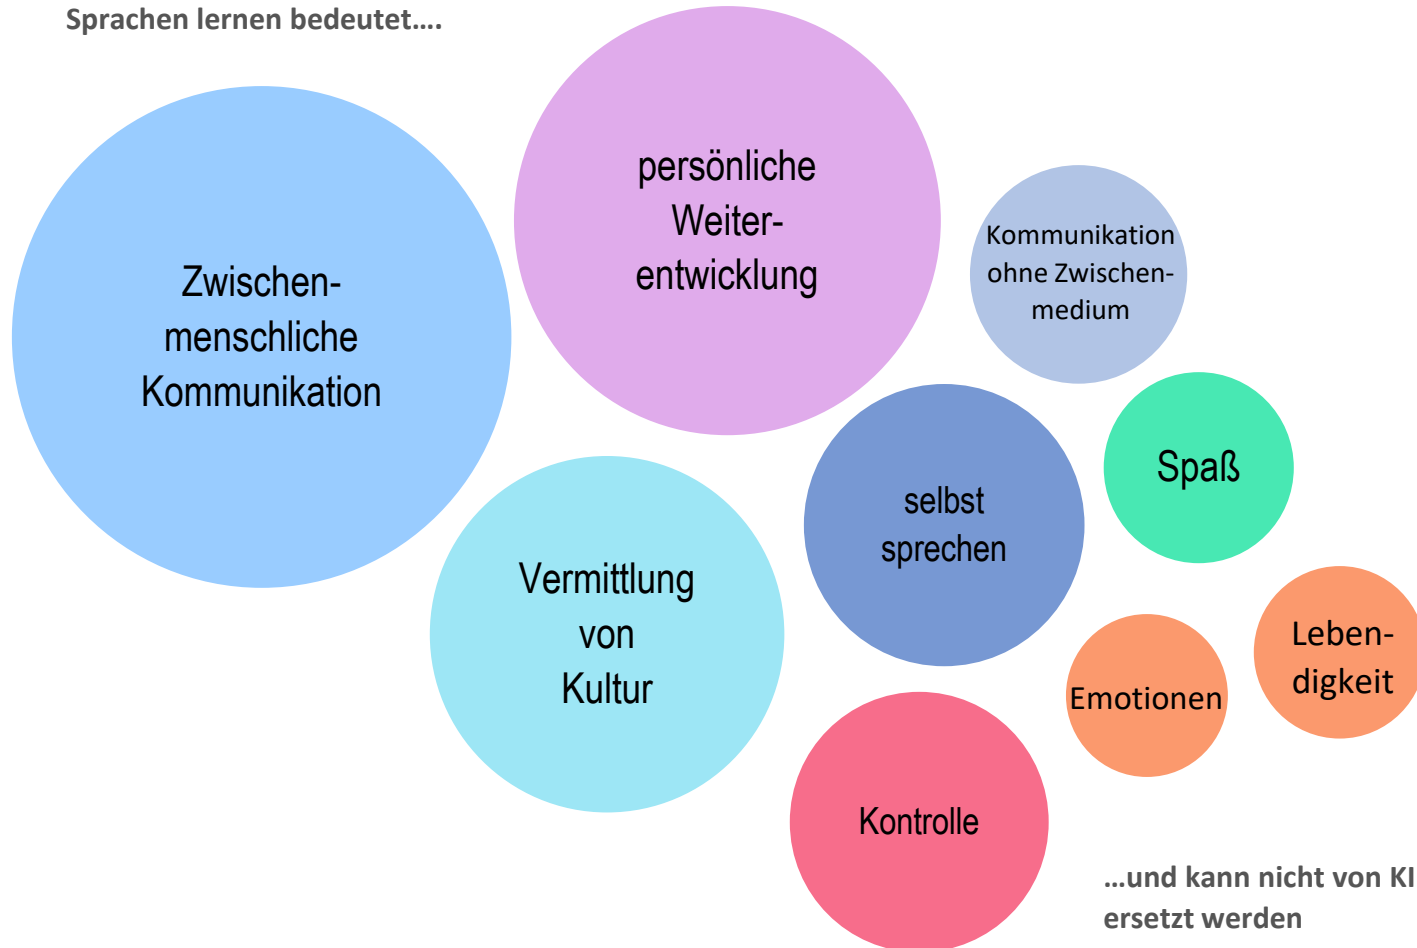 Sprachen lernen bedeutet....
Zwischen-
menschliche
Kommunikation
persönliche
Weiter-
entwicklung
Kommunikation
ohne Zwischen-
medium
Vermittlung
von
Kultur
selbst
sprechen
Spaß
Kontrolle
Emotionen
Leben-
digkeit
...und kann nicht von KI
ersetzt werden